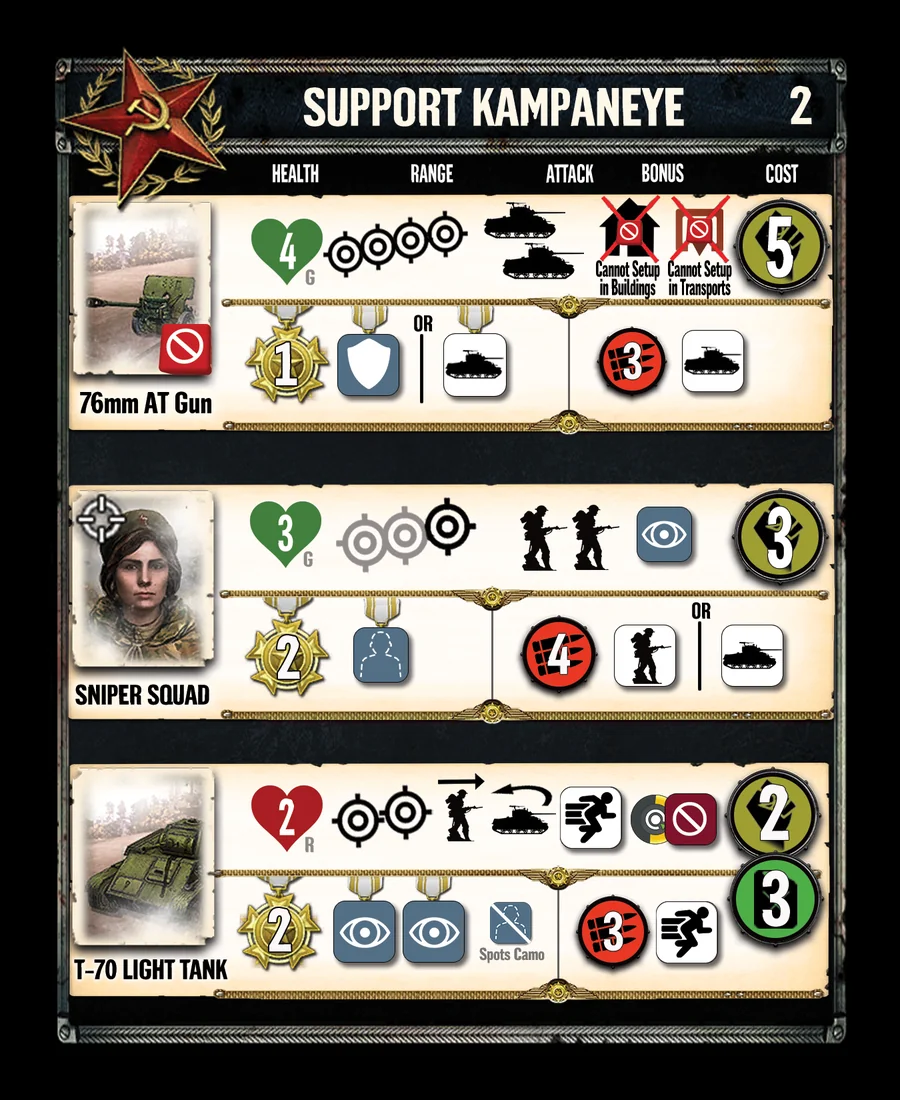 SUPPORT KAMPANEYE 2
HEALTH RANGE ATTACK BONUS COST
4 G
Cannot Setup in Buildings
Cannot Setup in Transports
5
OR
1
3
76mm AT Gun
3 G
3
OR
2
4
SNIPER SQUAD
2 R
2
3
2
Spots Camo
3
T-70 LIGHT TANK